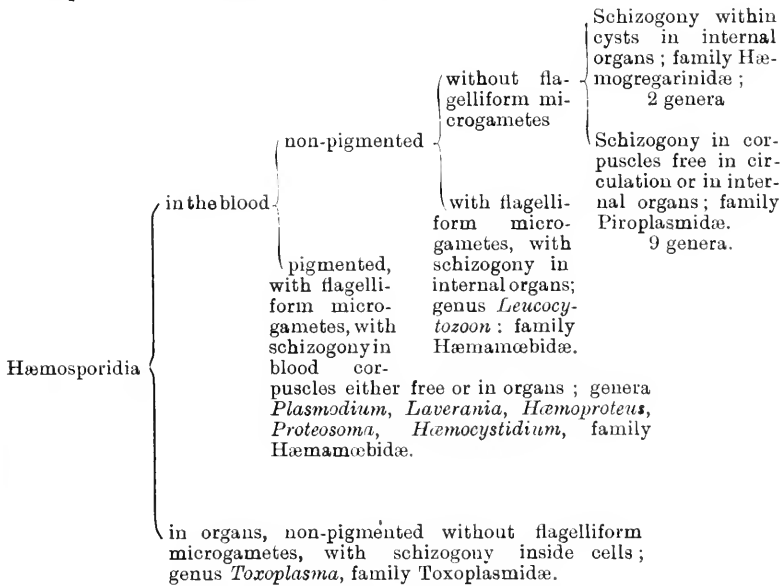 Schizogony within
cysts in internal
organs ; family Hæ-
mogregarinidæ ;
2 genera
without fla-
gelliform mi-
crogametes
non-pigmented
Schizogony in cor-
puscles free in cir-
culation or in inter-
nal organs ; family
Piroplasmidæ.
9 genera.
in the blood
with flagelli-
form micro-
gametes, with
schizogony in
internal organs;
genus Leucocy-
tozoon : family
Hæmamœbidæ.
pigmented,
with flagelli-
form micro-
gametes, with
schizogony in
blood cor-
puscles either free or in organs ; genera
Plasmodium, Laverania, Hæmoproteus,
Proteosoma, Hæmocystidium, family
Hæmamœbidæ.
Hæmosporidia
in organs, non-pigmented without flagelliform
microgametes, with schizogony inside cells ;
genus Toxoplasma, family Toxoplasmidæ.